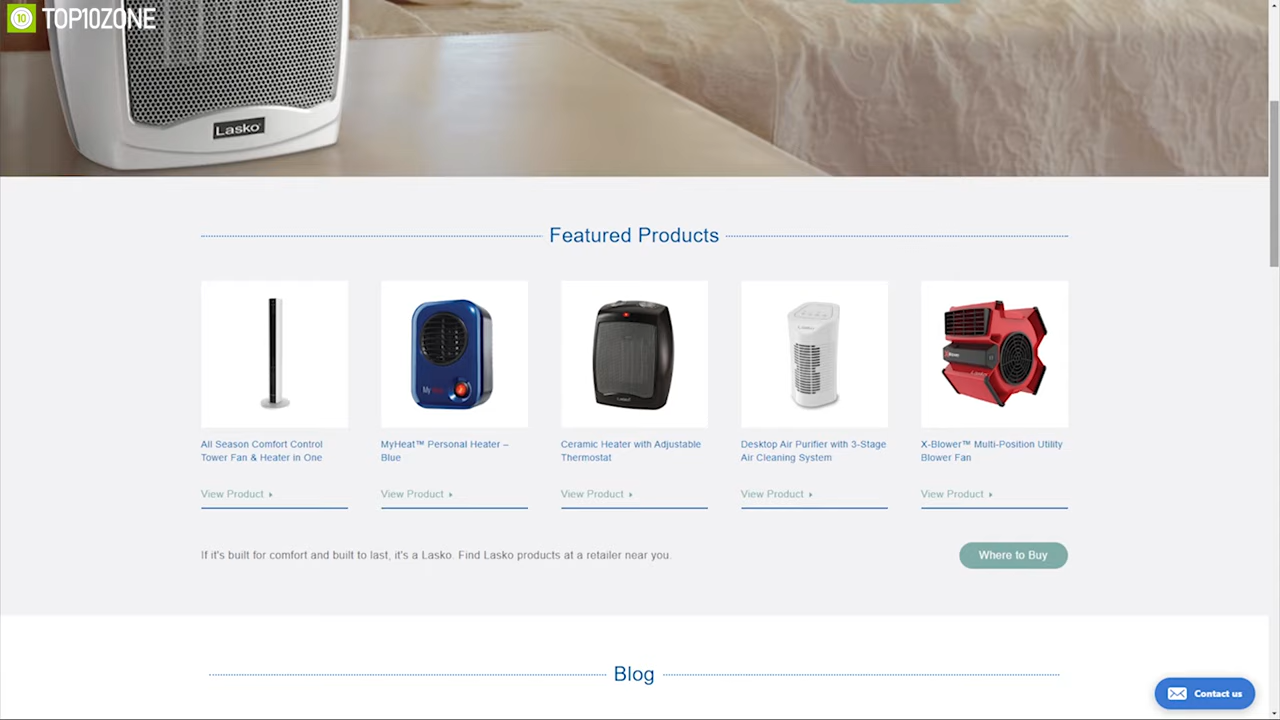 TOP10ZONE
Lasko
Featured Products
All Season Comfort Control
Tower Fan & Heater in One
View Product
MyHeat™ Personal Heater –
Blue
View Product
Ceramic Heater with Adjustable
Thermostat
View Product
Desktop Air Purifier with 3-Stage
Air Cleaning System
View Product
X-Blower™ Multi-Position Utility
Blower Fan
View Product
If it's built for comfort and built to last, it's a Lasko. Find Lasko products at a retailer near you.
Where to Buy
Blog
Contact us